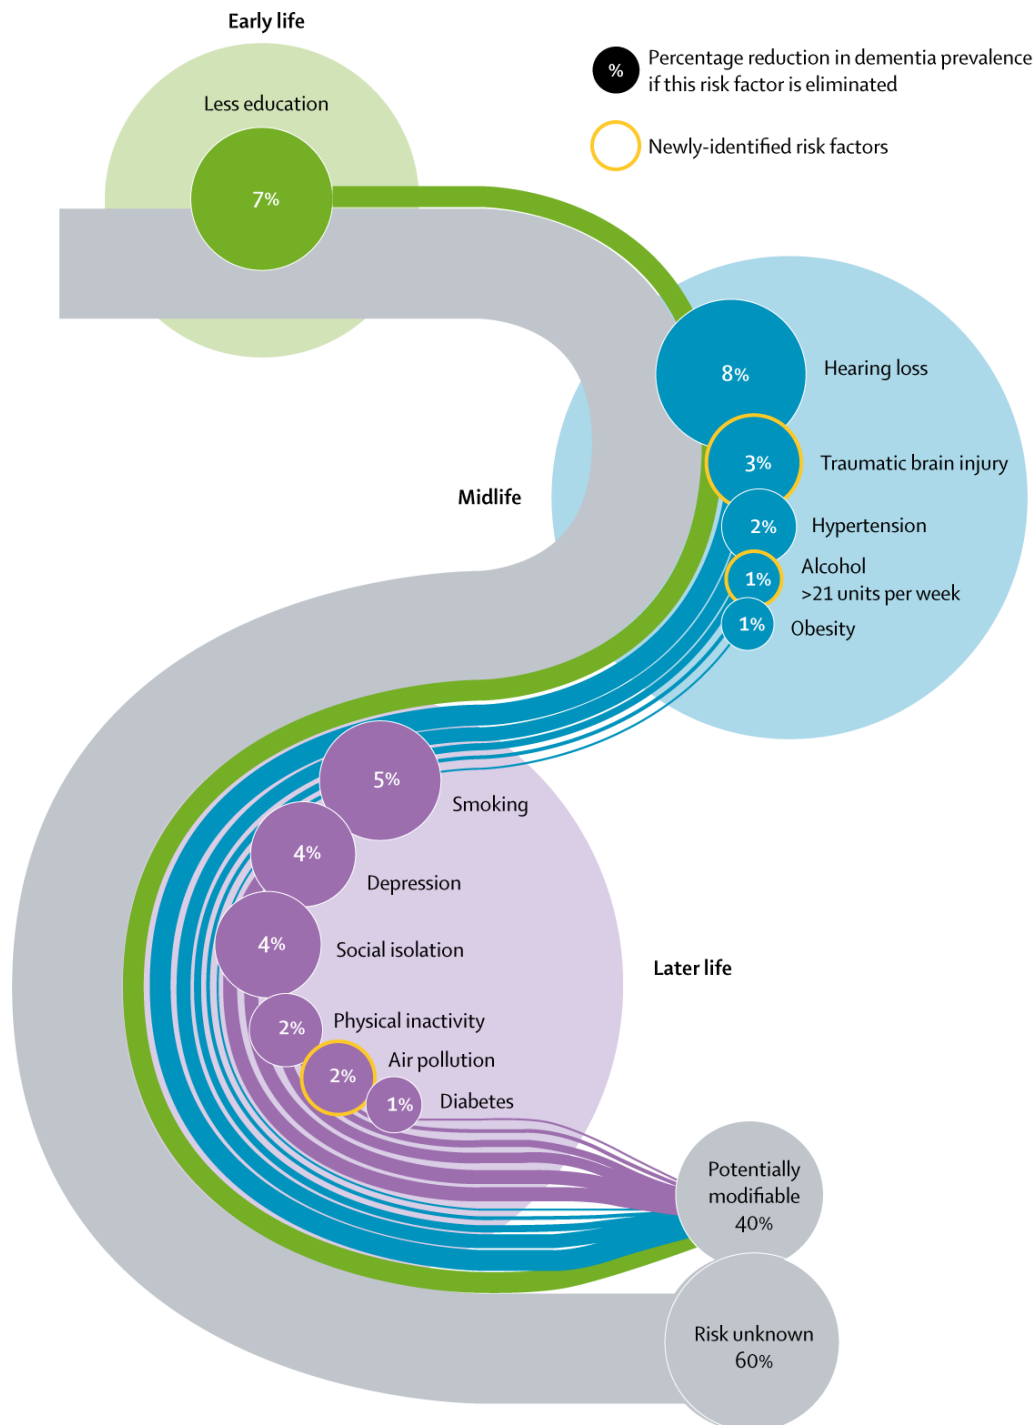 Early life
% Percentage reduction in dementia prevalence
if this risk factor is eliminated
Newly-identified risk factors
Less education
7%
Midlife
8% Hearing loss
3% Traumatic brain injury
2% Hypertension
1% Alcohol
>21 units per week
1% Obesity
Later life
5% Smoking
4% Depression
4% Social isolation
2% Physical inactivity
2% Air pollution
1% Diabetes
Potentially
modifiable
40%
Risk unknown
60%